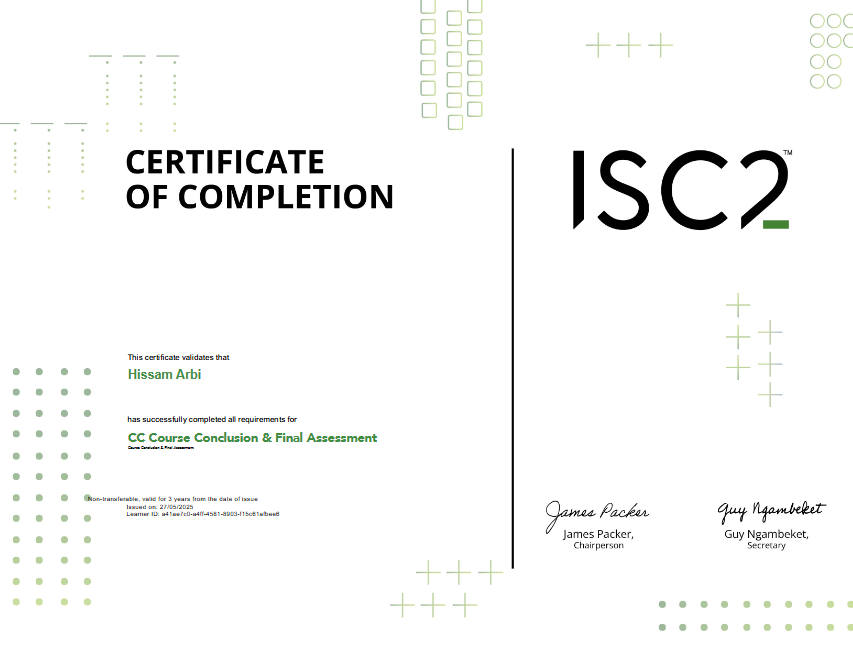 CERTIFICATE
OF COMPLETION
ISC2™
This certificate validates that
Hissam Arbi
has successfully completed all requirements for
CC Course Conclusion & Final Assessment
Course Conclusion & Final Assessment
Non-transferable, valid for 3 years from the date of issue
Issued on: 27/05/2025
Learner ID: a41ae7c0-a4ff-4581-8903-f15c61afbee6
James Packer
James Packer,
Chairperson
Guy Ngambeket
Guy Ngambeket,
Secretary